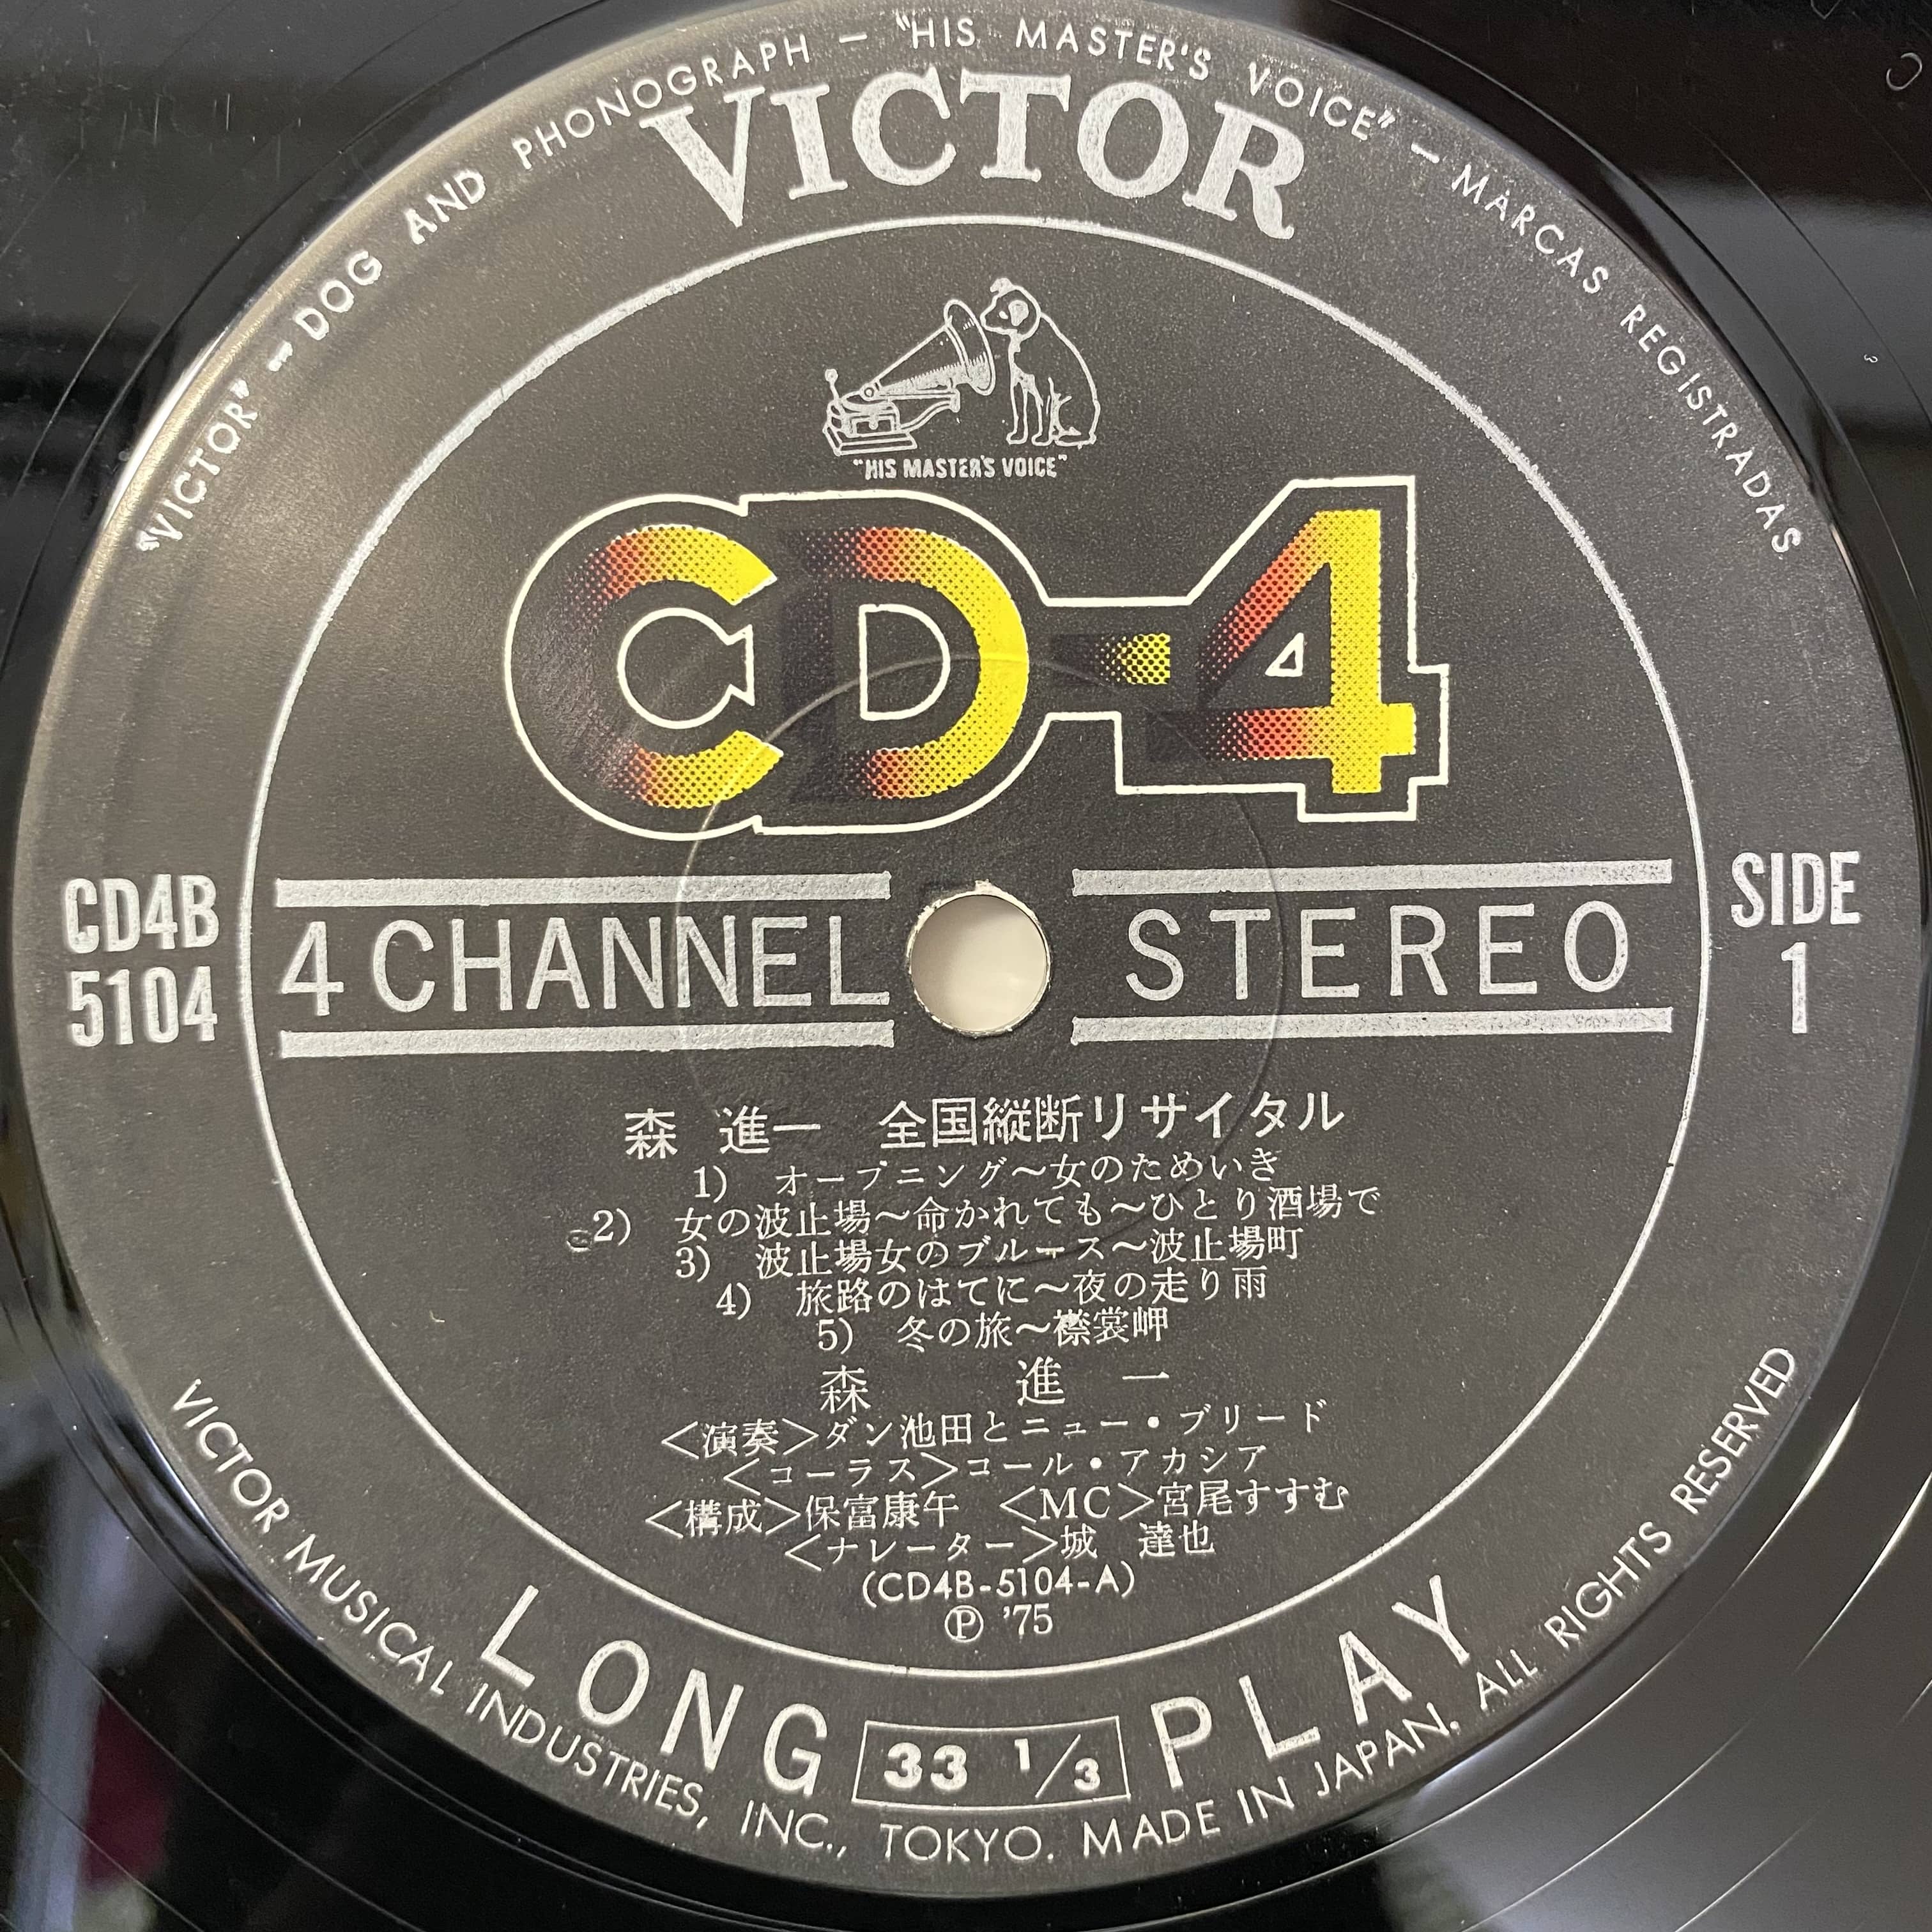 "VICTOR" – DOG AND PHONOGRAPH – "HIS MASTER'S VOICE" – MARCAS REGISTRADAS
VICTOR
"HIS MASTER'S VOICE"
CD-4
CD4B
5104
4 CHANNEL STEREO
SIDE
1
森 進一 全国縦断リサイタル
1) オープニング〜女のためいき
2) 女の波止場〜命かれても〜ひとり酒場で
3) 波止場女のブルース〜波止場町
4) 旅路のはてに〜夜の走り雨
5) 冬の旅〜襟裳岬
森 進 一
<演奏>ダン池田とニュー・ブリード
<コーラス>コール・アカシア
<構成>保富康午 <MC>宮尾すすむ
<ナレーター>城 達也
(CD4B-5104-A)
Ⓟ '75
LONG 33 1/3 PLAY
VICTOR MUSICAL INDUSTRIES, INC., TOKYO. MADE IN JAPAN. ALL RIGHTS RESERVED